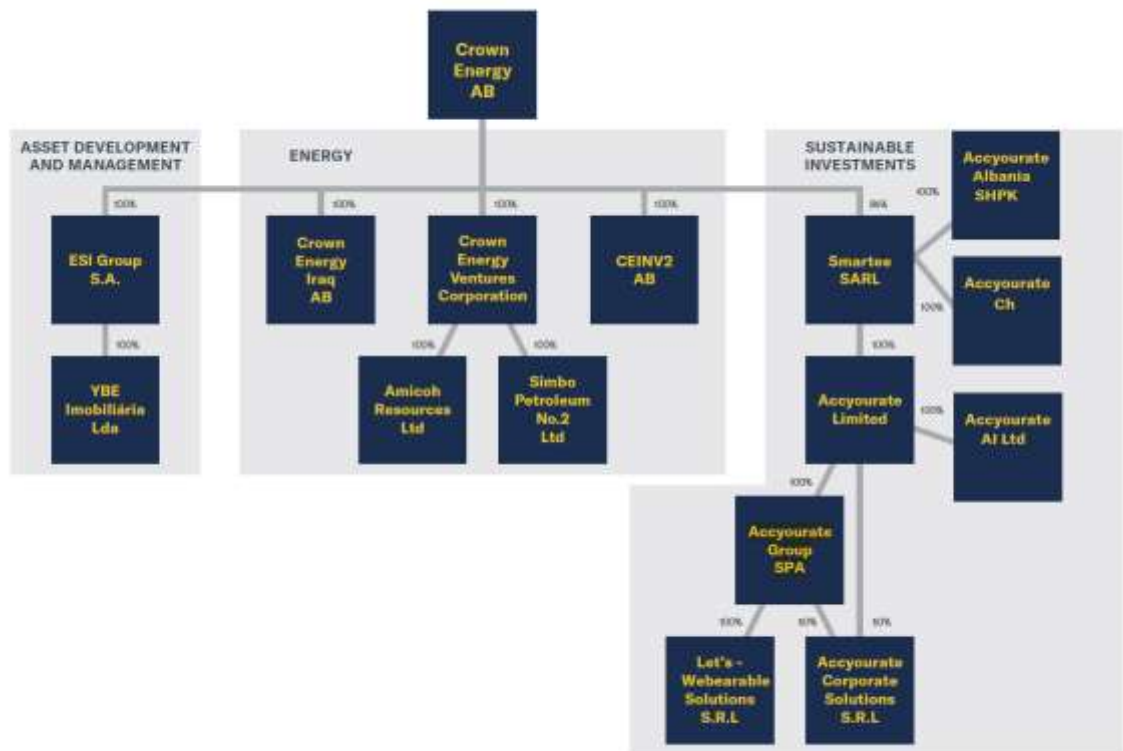 Crown
Energy
AB
ASSET DEVELOPMENT
AND MANAGEMENT
ENERGY
SUSTAINABLE
INVESTMENTS
100%
100%
100%
100%
ESI Group
S.A.
Crown
Energy
Iraq
AB
Crown
Energy
Ventures
Corporation
CEINV2
AB
Smartee
SARL
100%
Accyourate
Albania
SHPK
100%
Accyourate
Ch
100%
YBE
Imobiliária
Lda
100%
Amicoh
Resources
Ltd
100%
Simbo
Petroleum
No.2
Ltd
100%
Accyourate
Limited
100%
Accyourate
AI Ltd
100%
Accyourate
Group
SPA
100%
Let's -
Webearable
Solutions
S.R.L
Accyourate
Corporate
Solutions
S.R.L